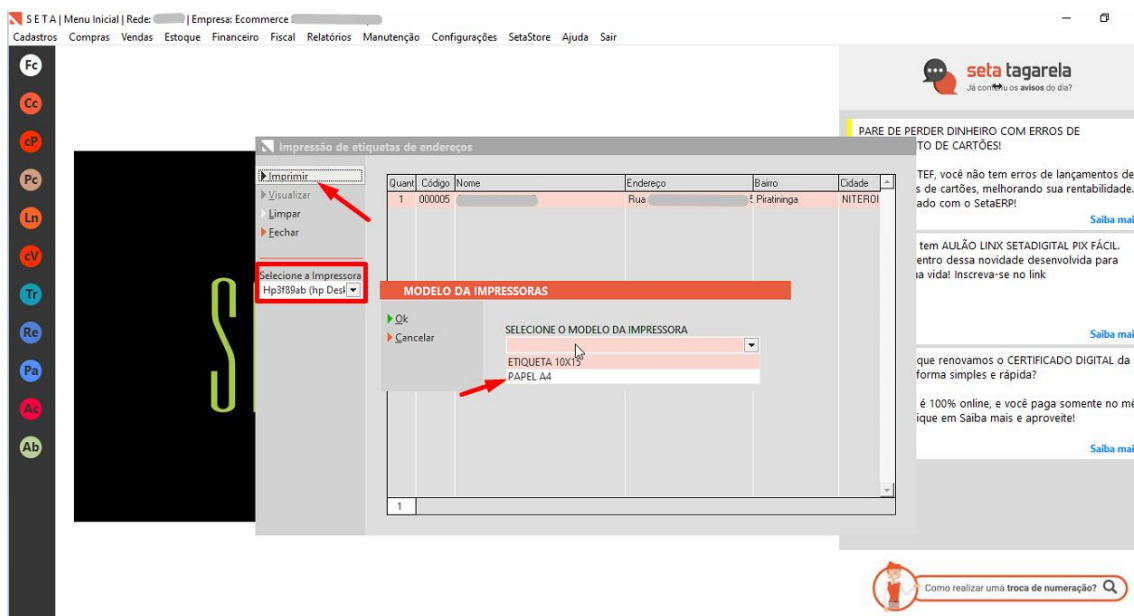 S E T A | Menu Inicial | Rede: | Empresa: Ecommerce
Cadastros Compras Vendas Estoque Financeiro Fiscal Relatórios Manutenção Configurações SetaStore Ajuda Sair
Fc
Cc
cP
Pc
Ln
cV
Tr
Re
Pa
Ac
Ab
S
Impressão de etiquetas de endereços
Imprimir
Visualizar
Limpar
Fechar
Selecione a Impressora
Hp3f89ab (hp Desk
Quant Código Nome Endereço Bairro Cidade
1 000005 Rua Piratininga NITEROI
MODELO DA IMPRESSORAS
Ok
Cancelar
SELECIONE O MODELO DA IMPRESSORA
ETIQUETA 10X15
PAPEL A4
1
seta tagarela
Já conferiu os avisos do dia?
PARE DE PERDER DINHEIRO COM ERROS DE
TO DE CARTÕES!
TEF, você não tem erros de lançamentos de
s de cartões, melhorando sua rentabilidade.
ado com o SetaERP!
Saiba mai
tem AULÃO LINX SETADIGITAL PIX FÁCIL.
entro dessa novidade desenvolvida para
a vida! Inscreva-se no link
Saiba mai
que renovamos o CERTIFICADO DIGITAL da
forma simples e rápida?
é 100% online, e você paga somente no mê
ique em Saiba mais e aproveite!
Saiba mai
Como realizar uma troca de numeração?